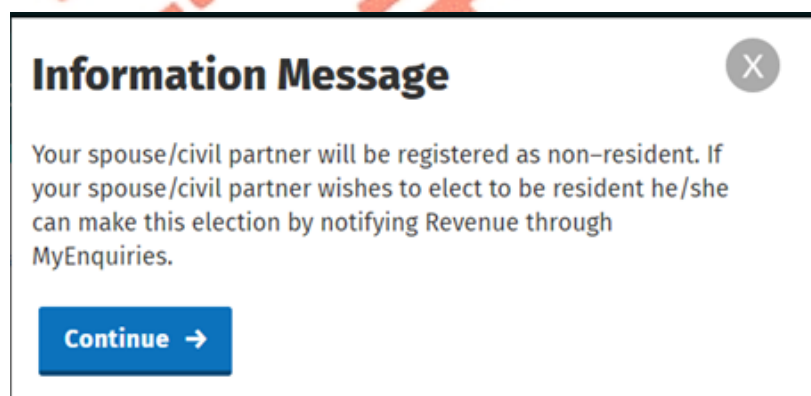 Information Message
X
Your spouse/civil partner will be registered as non–resident. If
your spouse/civil partner wishes to elect to be resident he/she
can make this election by notifying Revenue through
MyEnquiries.
Continue →